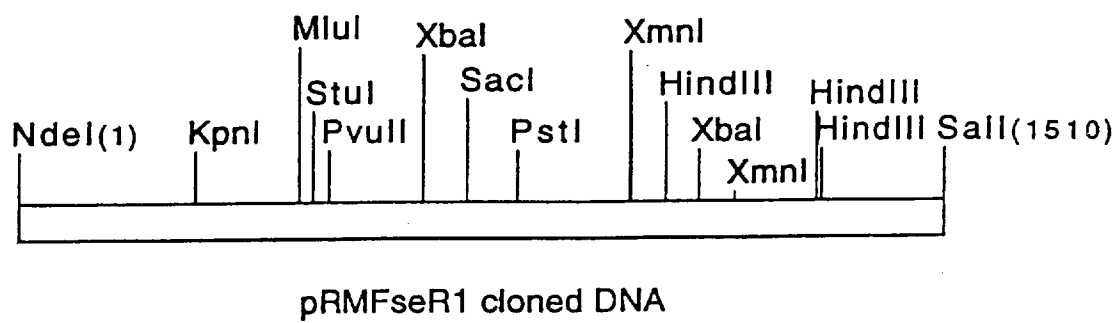 MluI
XbaI
XmnI
StuI
SacI
HindIII
HindIII
NdeI(1)
KpnI
PvuII
PstI
XbaI
HindIII
SalI(1510)
XmnI
pRMFseR1 cloned DNA